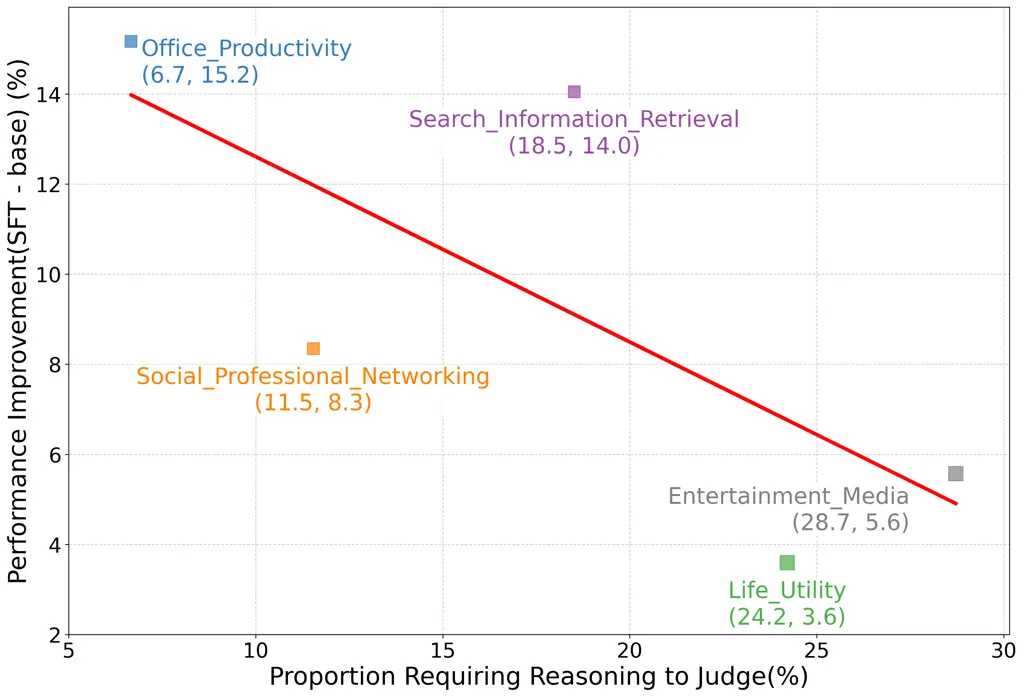 Office_Productivity
(6.7, 15.2)
Search_Information_Retrieval
(18.5, 14.0)
Social_Professional_Networking
(11.5, 8.3)
Entertainment_Media
(28.7, 5.6)
Life_Utility
(24.2, 3.6)
Performance Improvement(SFT - base) (%)
14
12
10
8
6
4
2
5
10
15
20
25
30
Proportion Requiring Reasoning to Judge(%)